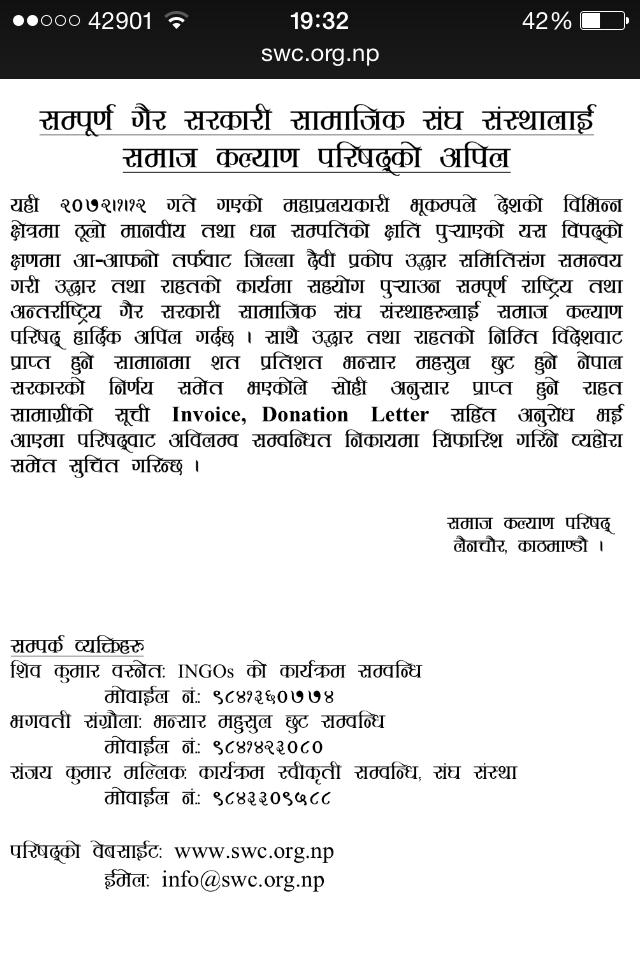 42901 19:32 42%
swc.org.np
सम्पूर्ण गैर सरकारी सामाजिक संघ संस्थालाई
समाज कल्याण परिषद्को अपिल
यही २०७२।१।१२ गते गएको महाप्रलयकारी भूकम्पले देशको विभिन्न
क्षेत्रमा ठूलो मानवीय तथा धन सम्पतिको क्षति पुऱ्याएको यस विपद्को
क्षणमा आ-आफनो तर्फवाट जिल्ला दैवी प्रकोप उद्धार समितिसंग समन्वय
गरी उद्धार तथा राहतको कार्यमा सहयोग पुऱ्याउन सम्पूर्ण राष्ट्रिय तथा
अन्तर्राष्ट्रिय गैर सरकारी सामाजिक संघ संस्थाहरुलाई समाज कल्याण
परिषद् हार्दिक अपिल गर्दछ । साथै उद्धार तथा राहतको निम्ति विदेशवाट
प्राप्त हुने सामानमा शत प्रतिशत भन्सार महसुल छुट हुने नेपाल
सरकारको निर्णय समेत भएकोले सोही अनुसार प्राप्त हुने राहत
सामाग्रीको सूची Invoice, Donation Letter सहित अनुरोध भई
आएमा परिषद्वाट अविलम्व सम्वन्धित निकायमा सिफारिश गरिने व्यहोरा
समेत सुचित गरिन्छ ।
समाज कल्याण परिषद्
लैनचौर, काठमाण्डौ ।
सम्पर्क व्यक्तिहरु
शिव कुमार वस्नेत: INGOs को कार्यक्रम सम्वन्धि
मोवाईल नं.: ९८४१३६०७७४
भगवती संग्रौला: भन्सार महुसुल छुट सम्वन्धि
मोवाईल नं.: ९८४१४२३०८०
संजय कुमार मल्लिक: कार्यक्रम स्वीकृती सम्वन्धि, संघ संस्था
मोवाईल नं.: ९८४३३०९५८८
परिषद्को वेबसाईट: www.swc.org.np
ईमेल: info@swc.org.np